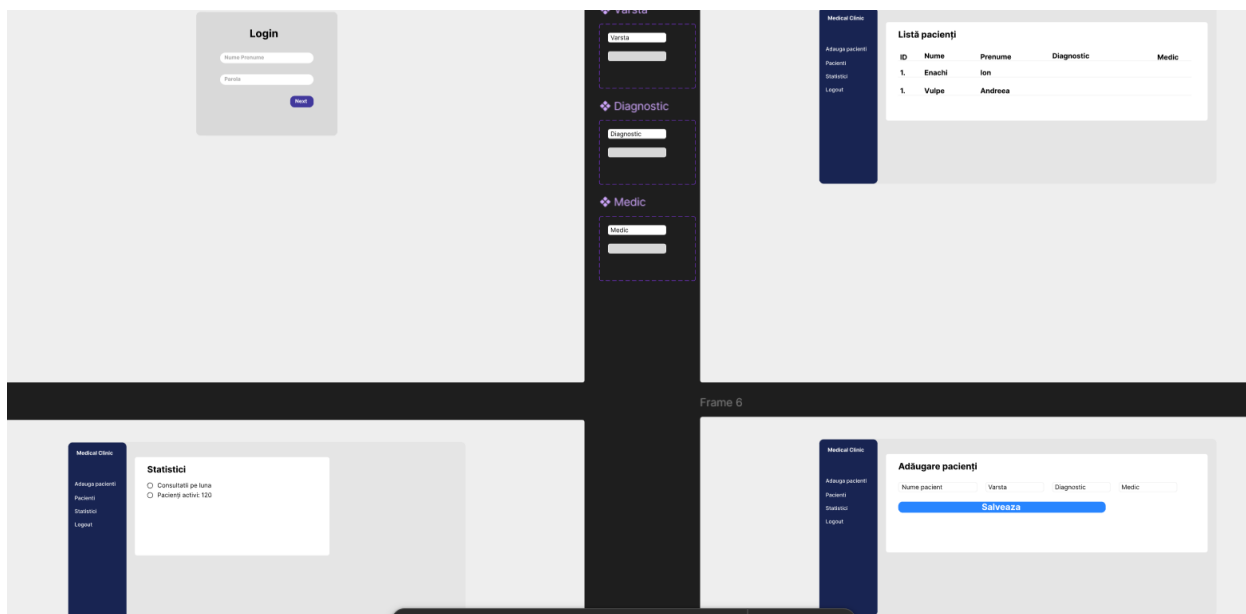 Login
Nume Prenume
Parola
Next
Varsta
Varsta
Diagnostic
Diagnostic
Medic
Medic
Medical Clinic
Adauga pacienti
Pacienti
Statistici
Logout
Listă pacienți
ID Nume Prenume Diagnostic Medic
1. Enachi Ion
1. Vulpe Andreea
Frame 6
Medical Clinic
Adauga pacienti
Pacienti
Statistici
Logout
Statistici
Consultatii pe luna
Pacienți activi: 120
Medical Clinic
Adauga pacienti
Pacienti
Statistici
Logout
Adăugare pacienți
Nume pacient Varsta Diagnostic Medic
Salveaza